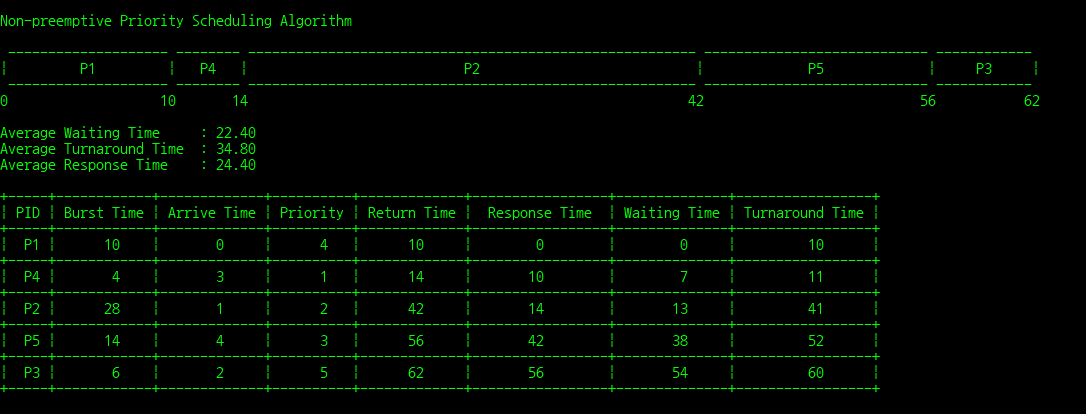 Non-preemptive Priority Scheduling Algorithm
P1 P4 P2 P5 P3
0 10 14 42 56 62
Average Waiting Time : 22.40
Average Turnaround Time : 34.80
Average Response Time : 24.40
PID | Burst Time | Arrive Time | Priority | Return Time | Response Time | Waiting Time | Turnaround Time
P1 | 10 | 0 | 4 | 10 | 0 | 0 | 10
P4 | 4 | 3 | 1 | 14 | 10 | 7 | 11
P2 | 28 | 1 | 2 | 42 | 14 | 13 | 41
P5 | 14 | 4 | 3 | 56 | 42 | 38 | 52
P3 | 6 | 2 | 5 | 62 | 56 | 54 | 60